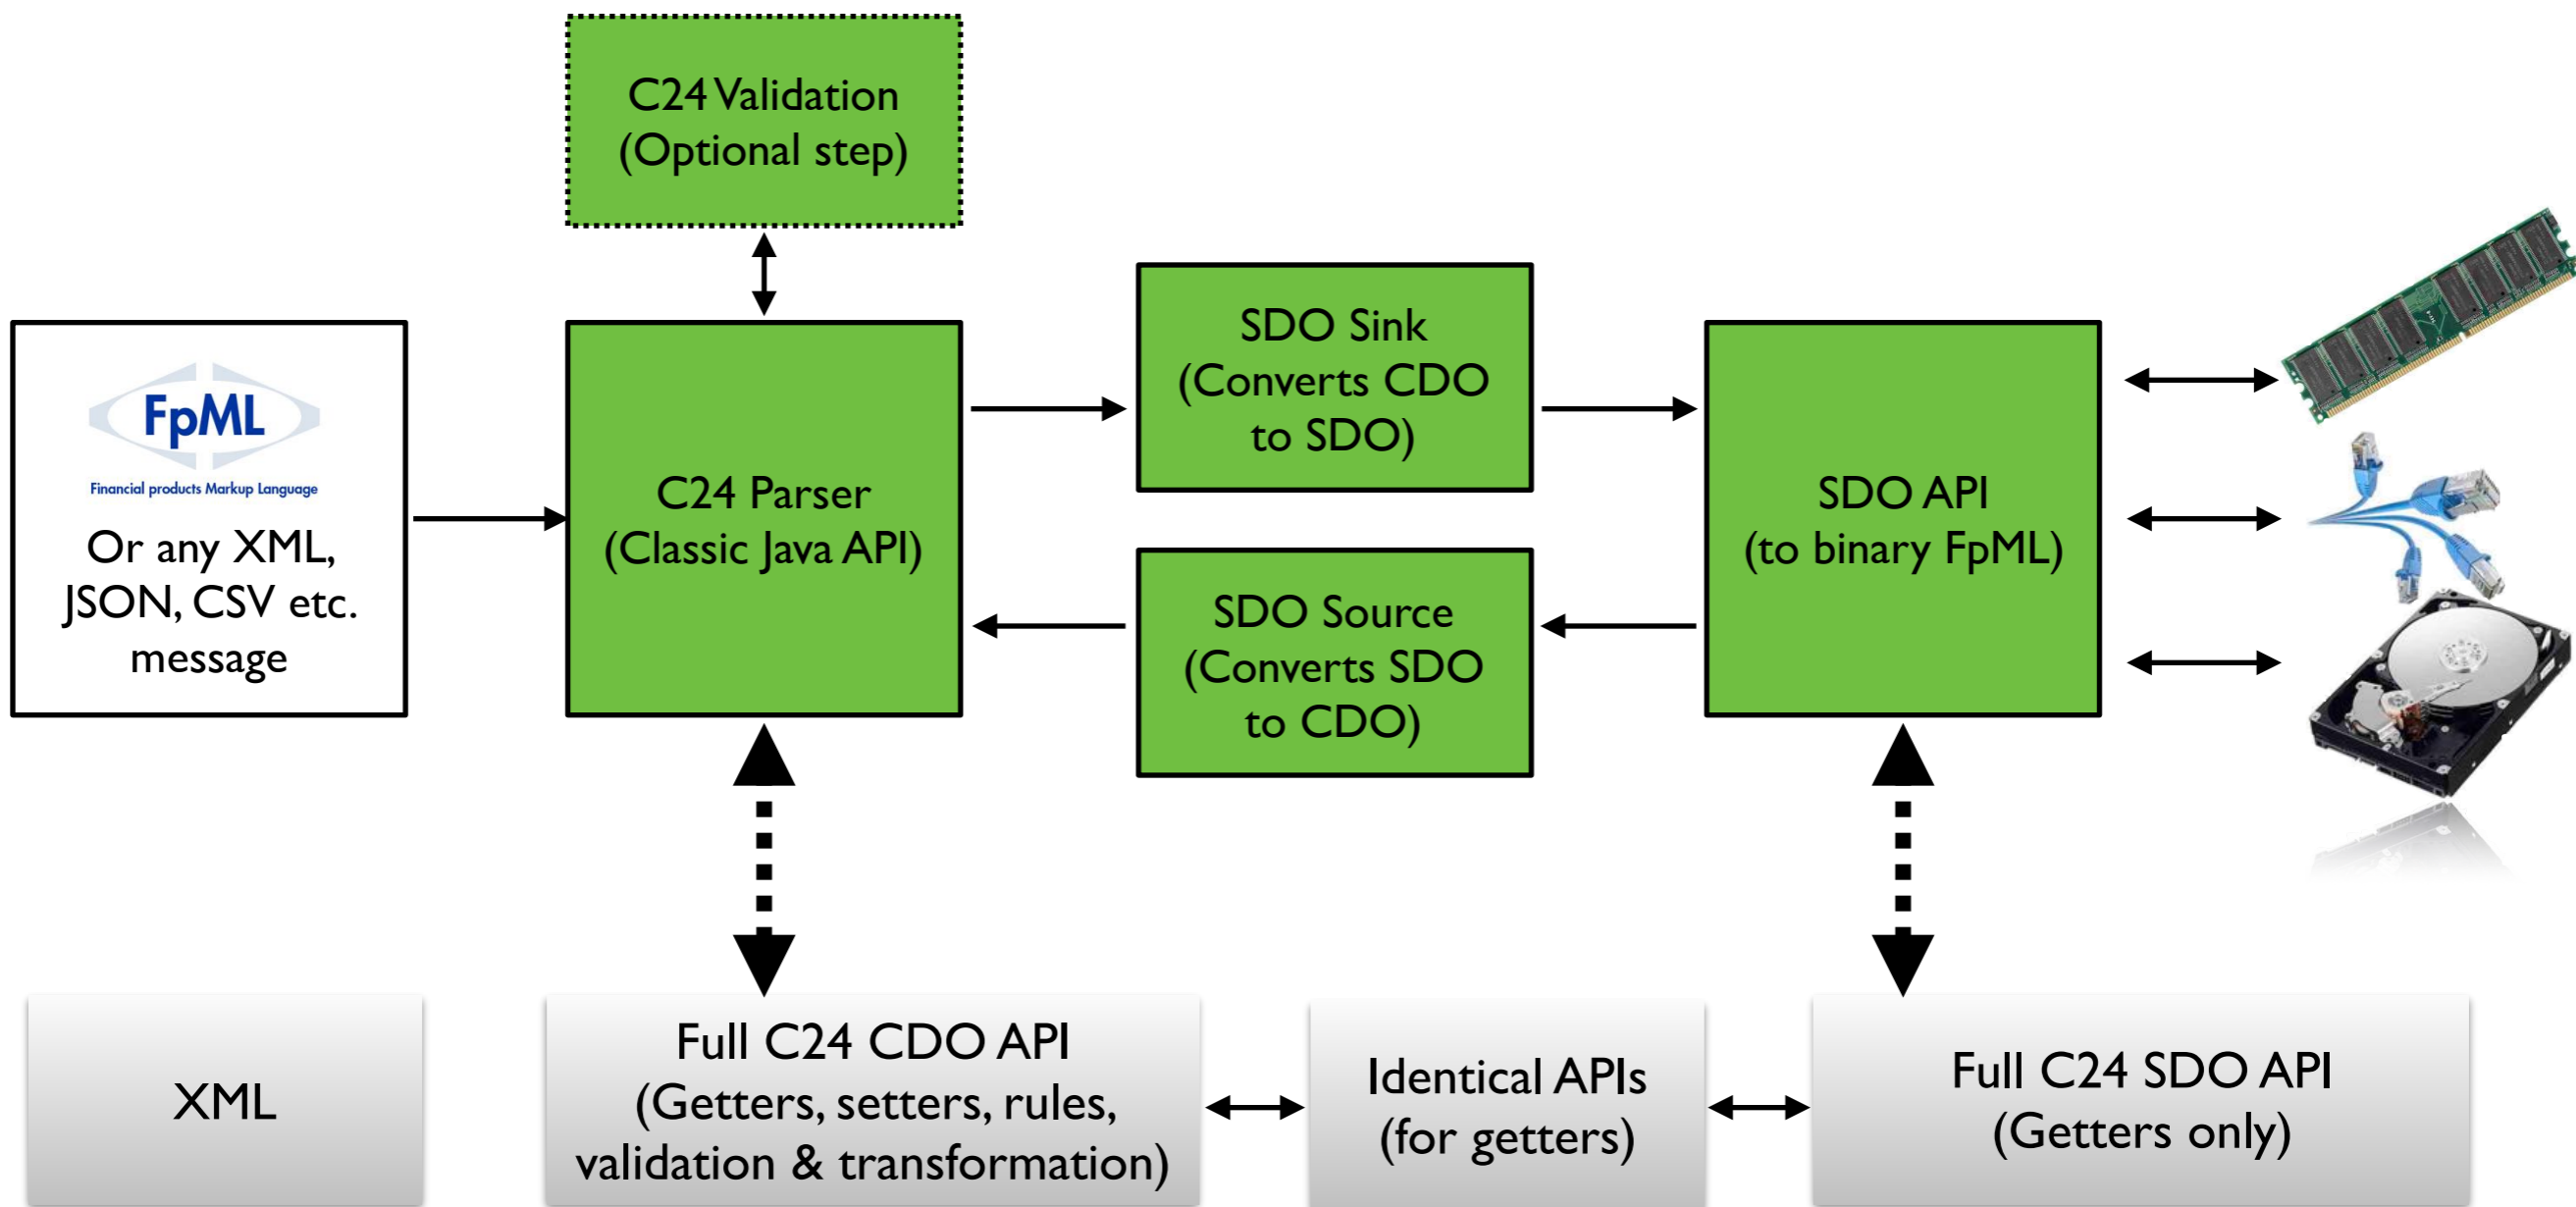 C24 Validation
(Optional step)
FpML
Financial products Markup Language
Or any XML,
JSON, CSV etc.
message
C24 Parser
(Classic Java API)
SDO Sink
(Converts CDO
to SDO)
SDO Source
(Converts SDO
to CDO)
SDO API
(to binary FpML)
XML
Full C24 CDO API
(Getters, setters, rules,
validation & transformation)
Identical APIs
(for getters)
Full C24 SDO API
(Getters only)